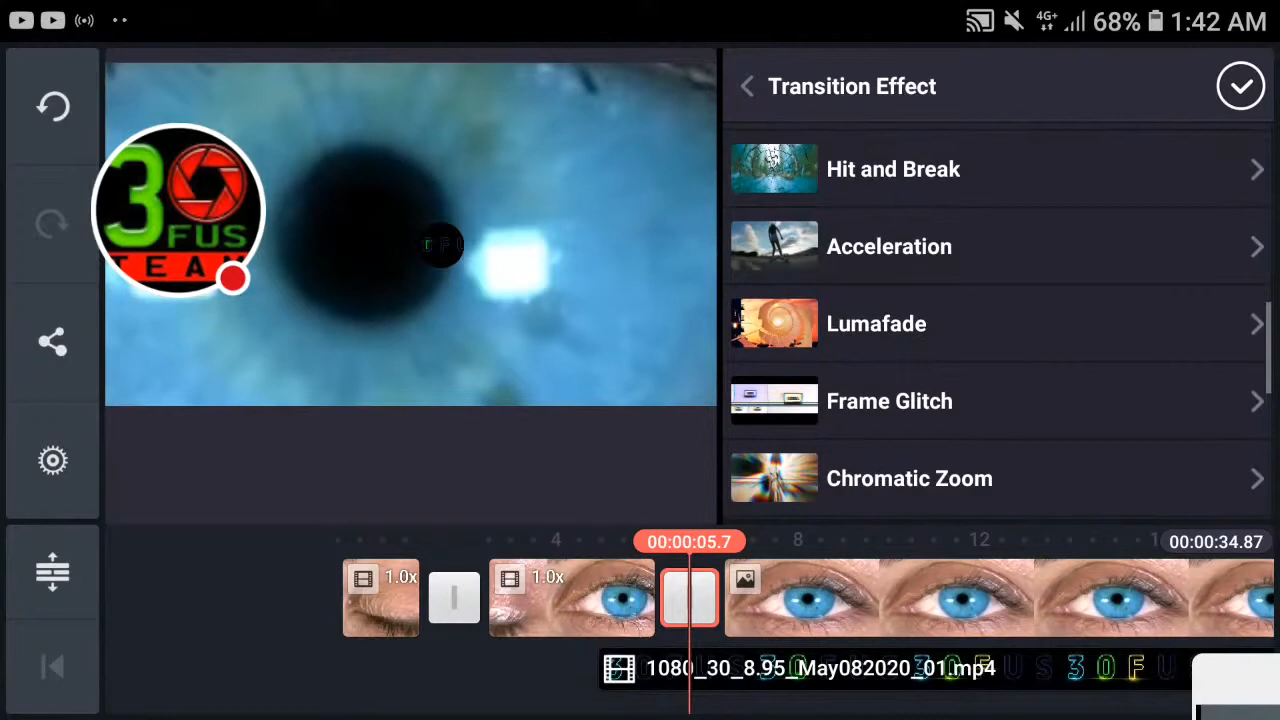 4G+ 68% 1:42 AM
Transition Effect
3
FUS
TEAM
Hit and Break
Acceleration
Lumafade
Frame Glitch
Chromatic Zoom
4
00:00:05.7
8
12
00:00:34.87
1.0x
1.0x
1080_30_8.95_May082020_01.mp4